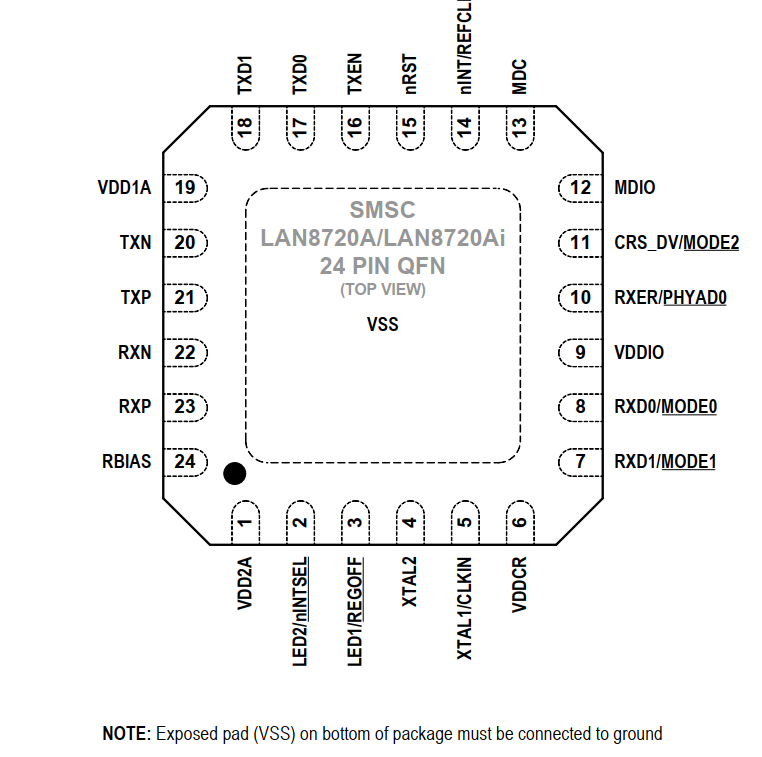 TXD1
TXD0
TXEN
nRST
nINT/REFCL
MDC
18
17
16
15
14
13
VDD1A 19
12 MDIO
TXN 20
11 CRS_DV/MODE2
TXP 21
10 RXER/PHYAD0
RXN 22
9 VDDIO
RXP 23
8 RXD0/MODE0
RBIAS 24
7 RXD1/MODE1
SMSC
LAN8720A/LAN8720Ai
24 PIN QFN
(TOP VIEW)
VSS
1
2
3
4
5
6
VDD2A
LED2/nINTSEL
LED1/REGOFF
XTAL2
XTAL1/CLKIN
VDDCR
NOTE: Exposed pad (VSS) on bottom of package must be connected to ground